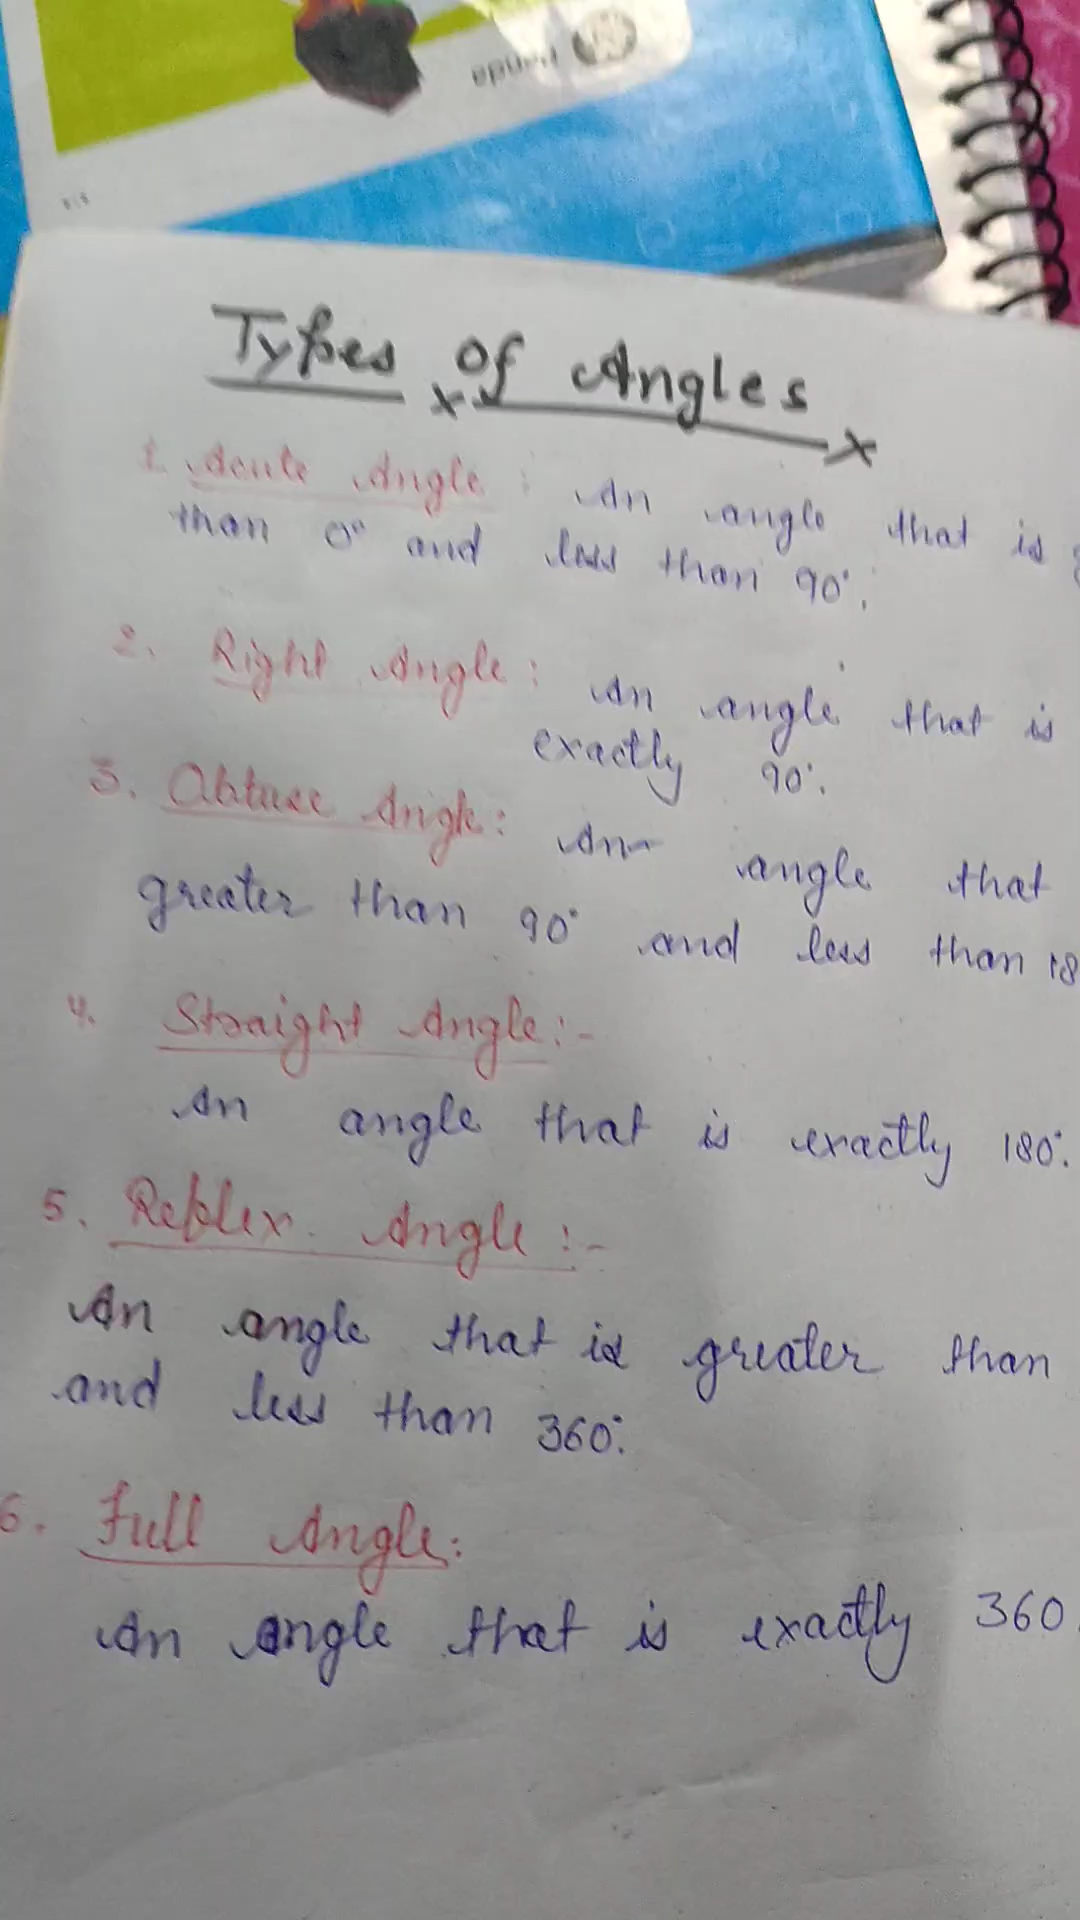 Types of Angles
1. Acute Angle : An angle that is
than 0° and less than 90°.
2. Right Angle : An angle that is
exactly 90°.
3. Obtuse Angle : An angle that
greater than 90° and less than 18
4. Straight Angle :-
An angle that is exactly 180°.
5. Reflex Angle :-
An angle that is greater than
and less than 360°.
6. Full Angle :
An angle that is exactly 360